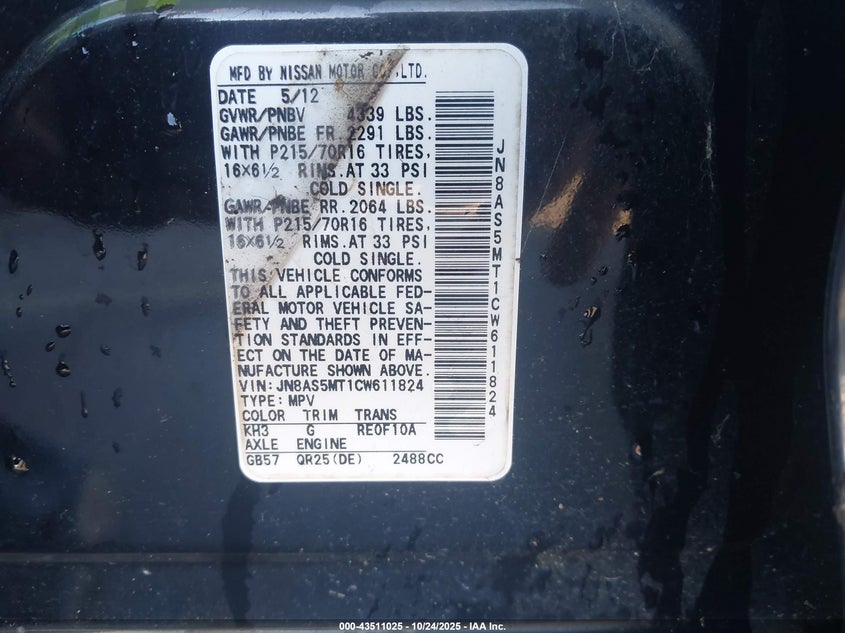 MFD BY NISSAN MOTOR CO.,LTD.
DATE 5/12
GVWR/PNBV 4339 LBS.
GAWR/PNBE FR.2291 LBS.
WITH P215/70R16 TIRES,
16×6½ RIMS.AT 33 PSI
COLD SINGLE.
GAWR/PNBE RR.2064 LBS.
WITH P215/70R16 TIRES,
16×6½ RIMS.AT 33 PSI
COLD SINGLE.
THIS VEHICLE CONFORMS
TO ALL APPLICABLE FED-
ERAL MOTOR VEHICLE SA-
FETY AND THEFT PREVEN-
TION STANDARDS IN EFF-
ECT ON THE DATE OF MA-
NUFACTURE SHOWN ABOVE.
VIN:JN8AS5MT1CW611824
TYPE:MPV
COLOR TRIM TRANS
KH3 G RE0F10A
AXLE ENGINE
GB57 QR25(DE) 2488CC
JN8AS5MT1CW611824
000-43511025 - 10/24/2025 - IAA Inc.